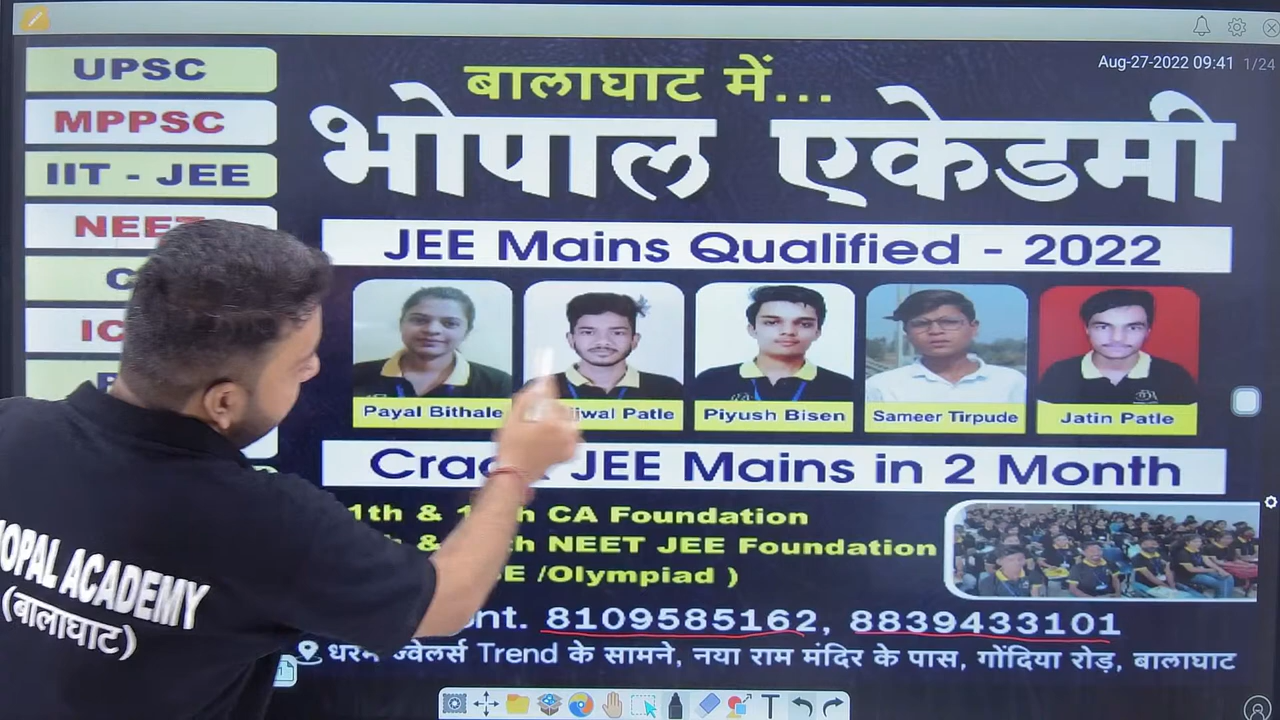 Aug-27-2022 09:41 1/24
UPSC
MPPSC
IIT - JEE
NEET
बालाघाट में...
भोपाल एकेडमी
JEE Mains Qualified - 2022
Payal Bithale
Patle
Piyush Bisen
Sameer Tirpude
Jatin Patle
JEE Mains in 2 Month
CA Foundation
NEET JEE Foundation
/Olympiad )
8109585162, 8839433101
Trend के सामने, नया राम मंदिर के पास, गोंदिया रोड़, बालाघाट
ACADEMY
(बालाघाट)